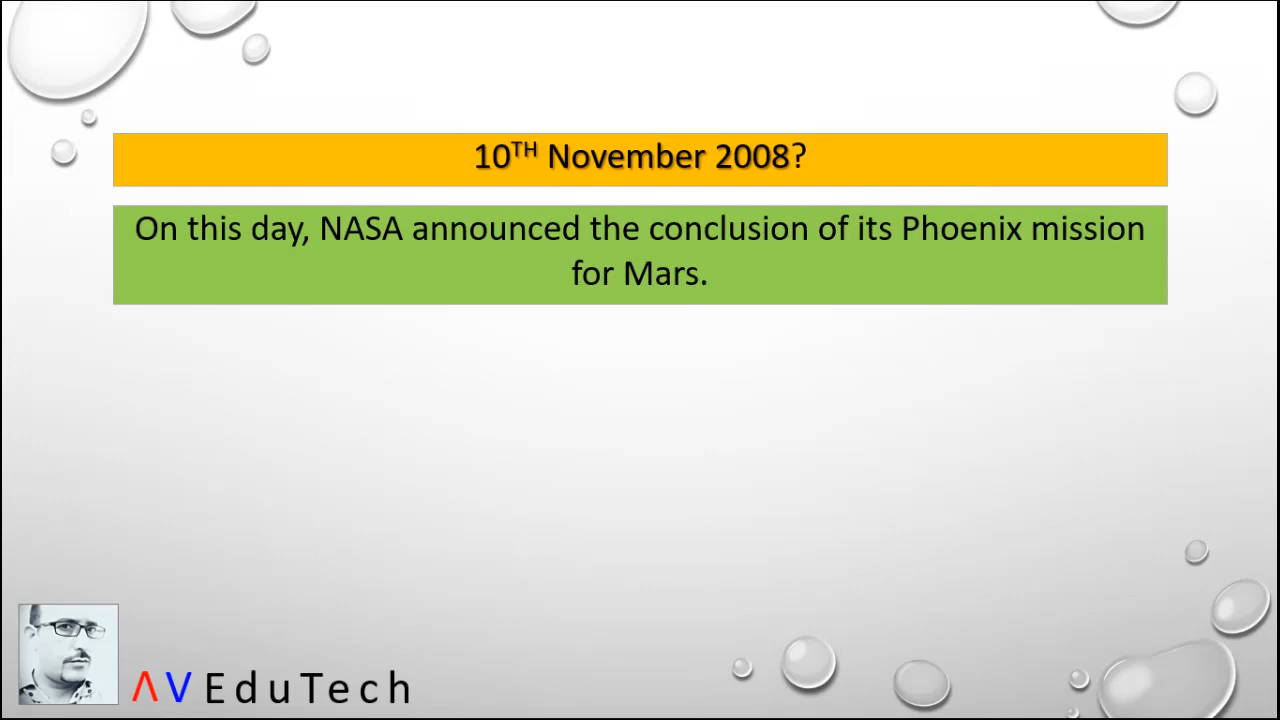 10TH November 2008?
On this day, NASA announced the conclusion of its Phoenix mission
for Mars.
ΛV EduTech